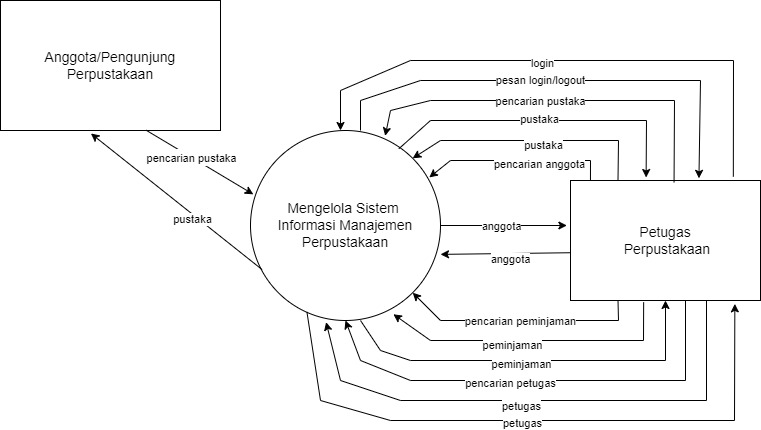 Anggota/Pengunjung
Perpustakaan
login
pesan login/logout
pencarian pustaka
pustaka
pustaka
pencarian anggota
pencarian pustaka
pustaka
Mengelola Sistem
Informasi Manajemen
Perpustakaan
anggota
anggota
Petugas
Perpustakaan
pencarian peminjaman
peminjaman
peminjaman
pencarian petugas
petugas
petugas